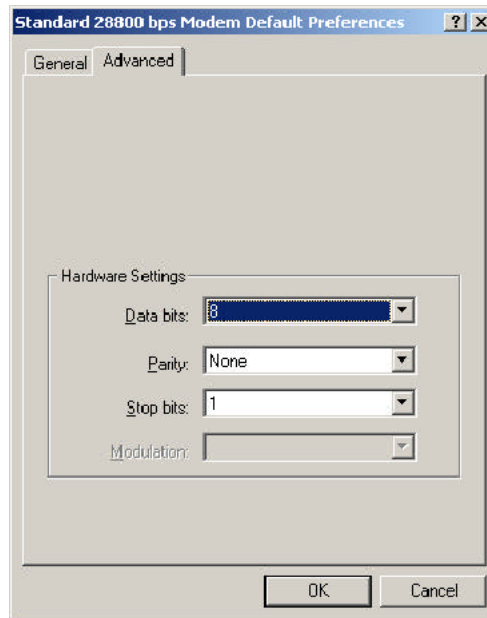 Standard 28800 bps Modem Default Preferences
General Advanced
Hardware Settings
Data bits: 8
Parity: None
Stop bits: 1
Modulation:
OK Cancel